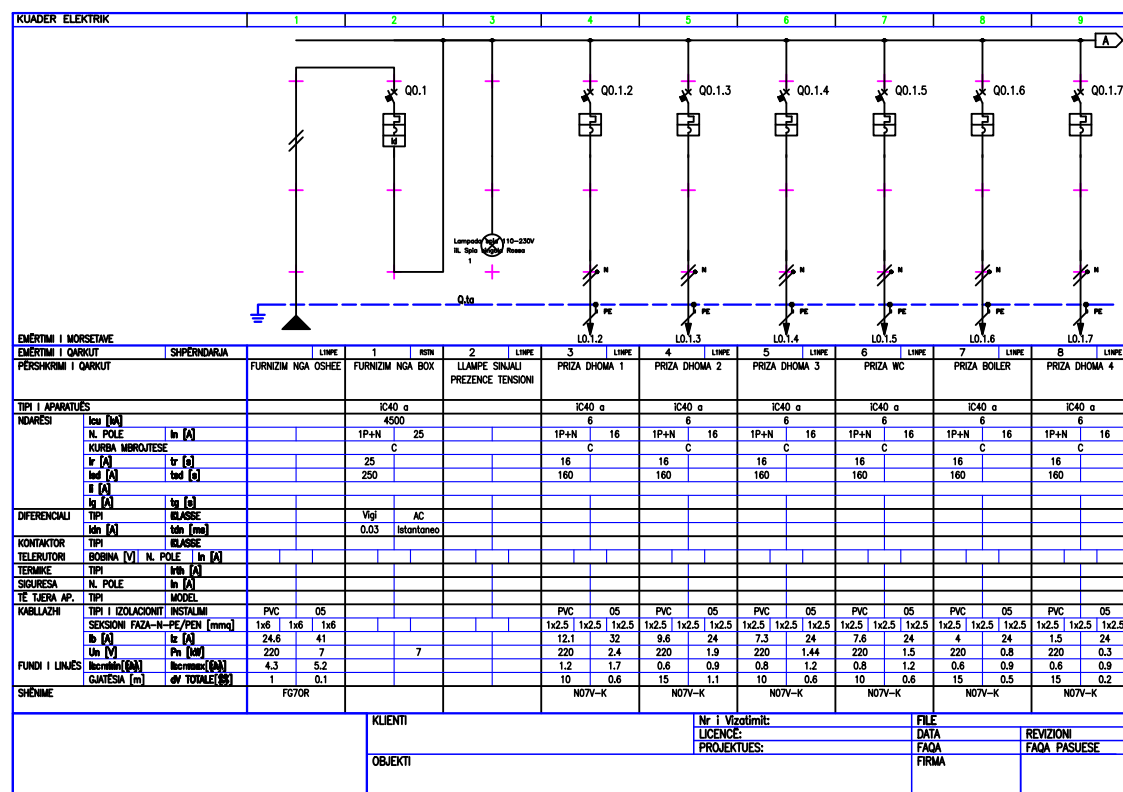 KUADER ELEKTRIK 1 2 3 4 5 6 7 8 9
A
Q0.1 Q0.1.2 Q0.1.3 Q0.1.4 Q0.1.5 Q0.1.6 Q0.1.7
Id
Lampada spia 110-230V
iIL Spia singola Rossa
1
N N N N N N
Q.ta
PE PE PE PE PE PE
EMËRTIMI I MORSETAVE L0.1.2 L0.1.3 L0.1.4 L0.1.5 L0.1.6 L0.1.7
EMËRTIMI I QARKUT SHPËRNDARJA L1NPE 1 RSTN 2 L1NPE 3 L1NPE 4 L1NPE 5 L1NPE 6 L1NPE 7 L1NPE 8 L1NPE
PËRSHKRIMI I QARKUT FURNIZIM NGA OSHEE FURNIZIM NGA BOX LLAMPE SINJALI PRIZA DHOMA 1 PRIZA DHOMA 2 PRIZA DHOMA 3 PRIZA WC PRIZA BOILER PRIZA DHOMA 4
PREZENCE TENSIONI
TIPI I APARATUËS iC40 a iC40 a iC40 a iC40 a iC40 a iC40 a iC40 a
NDARËSI Icu [kA] 4500 6 6 6 6 6 6
N. POLE In [A] 1P+N 25 1P+N 16 1P+N 16 1P+N 16 1P+N 16 1P+N 16 1P+N 16
KURBA MBROJTESE C C C C C C C
Ir [A] tr [s] 25 16 16 16 16 16 16
Isd [A] tsd [s] 250 160 160 160 160 160 160
Ii [A]
Ig [A] tg [s]
DIFERENCIALI TIPI KLASSE Vigi AC
Idn [A] tdn [ms] 0.03 Istantaneo
KONTAKTOR TIPI KLASSE
TELERUTORI BOBINA [V] N. POLE In [A]
TERMIKE TIPI Irth [A]
SIGURESA N. POLE In [A]
TË TJERA AP. TIPI MODEL
KABLLAZHI TIPI I IZOLACIONIT INSTALIMI PVC 05 PVC 05 PVC 05 PVC 05 PVC 05 PVC 05 PVC 05
SEKSIONI FAZA-N-PE/PEN [mmq] 1x6 1x6 1x6 1x2.5 1x2.5 1x2.5 1x2.5 1x2.5 1x2.5 1x2.5 1x2.5 1x2.5 1x2.5 1x2.5 1x2.5 1x2.5 1x2.5 1x2.5 1x2.5 1x2.5 1x2.5
Ib [A] Iz [A] 24.6 41 12.1 32 9.6 24 7.3 24 7.6 24 4 24 1.5 24
Un [V] Pn [kW] 220 7 7 220 2.4 220 1.9 220 1.44 220 1.5 220 0.8 220 0.3
FUNDI I LINJËS 4.3 5.2 1.2 1.7 0.6 0.9 0.8 1.2 0.8 1.2 0.6 0.9 0.6 0.9
GJATËSIA [m] dV TOTALE 1 0.1 10 0.6 15 1.1 10 0.6 10 0.6 15 0.5 15 0.2
SHËNIME FG7OR N07V-K N07V-K N07V-K N07V-K N07V-K N07V-K
KLIENTI Nr i Vizatimit: FILE
LICENCË: DATA REVIZIONI
PROJEKTUES: FAQA FAQA PASUESE
OBJEKTI FIRMA